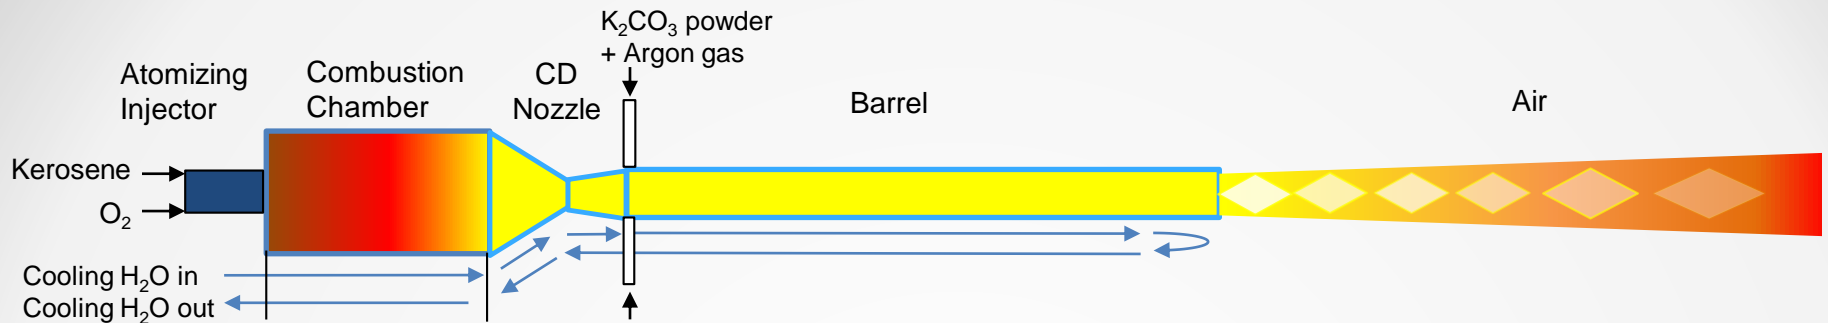 K₂CO₃ powder
+ Argon gas
Atomizing
Injector
Combustion
Chamber
CD
Nozzle
Barrel
Air
Kerosene
O₂
Cooling H₂O in
Cooling H₂O out